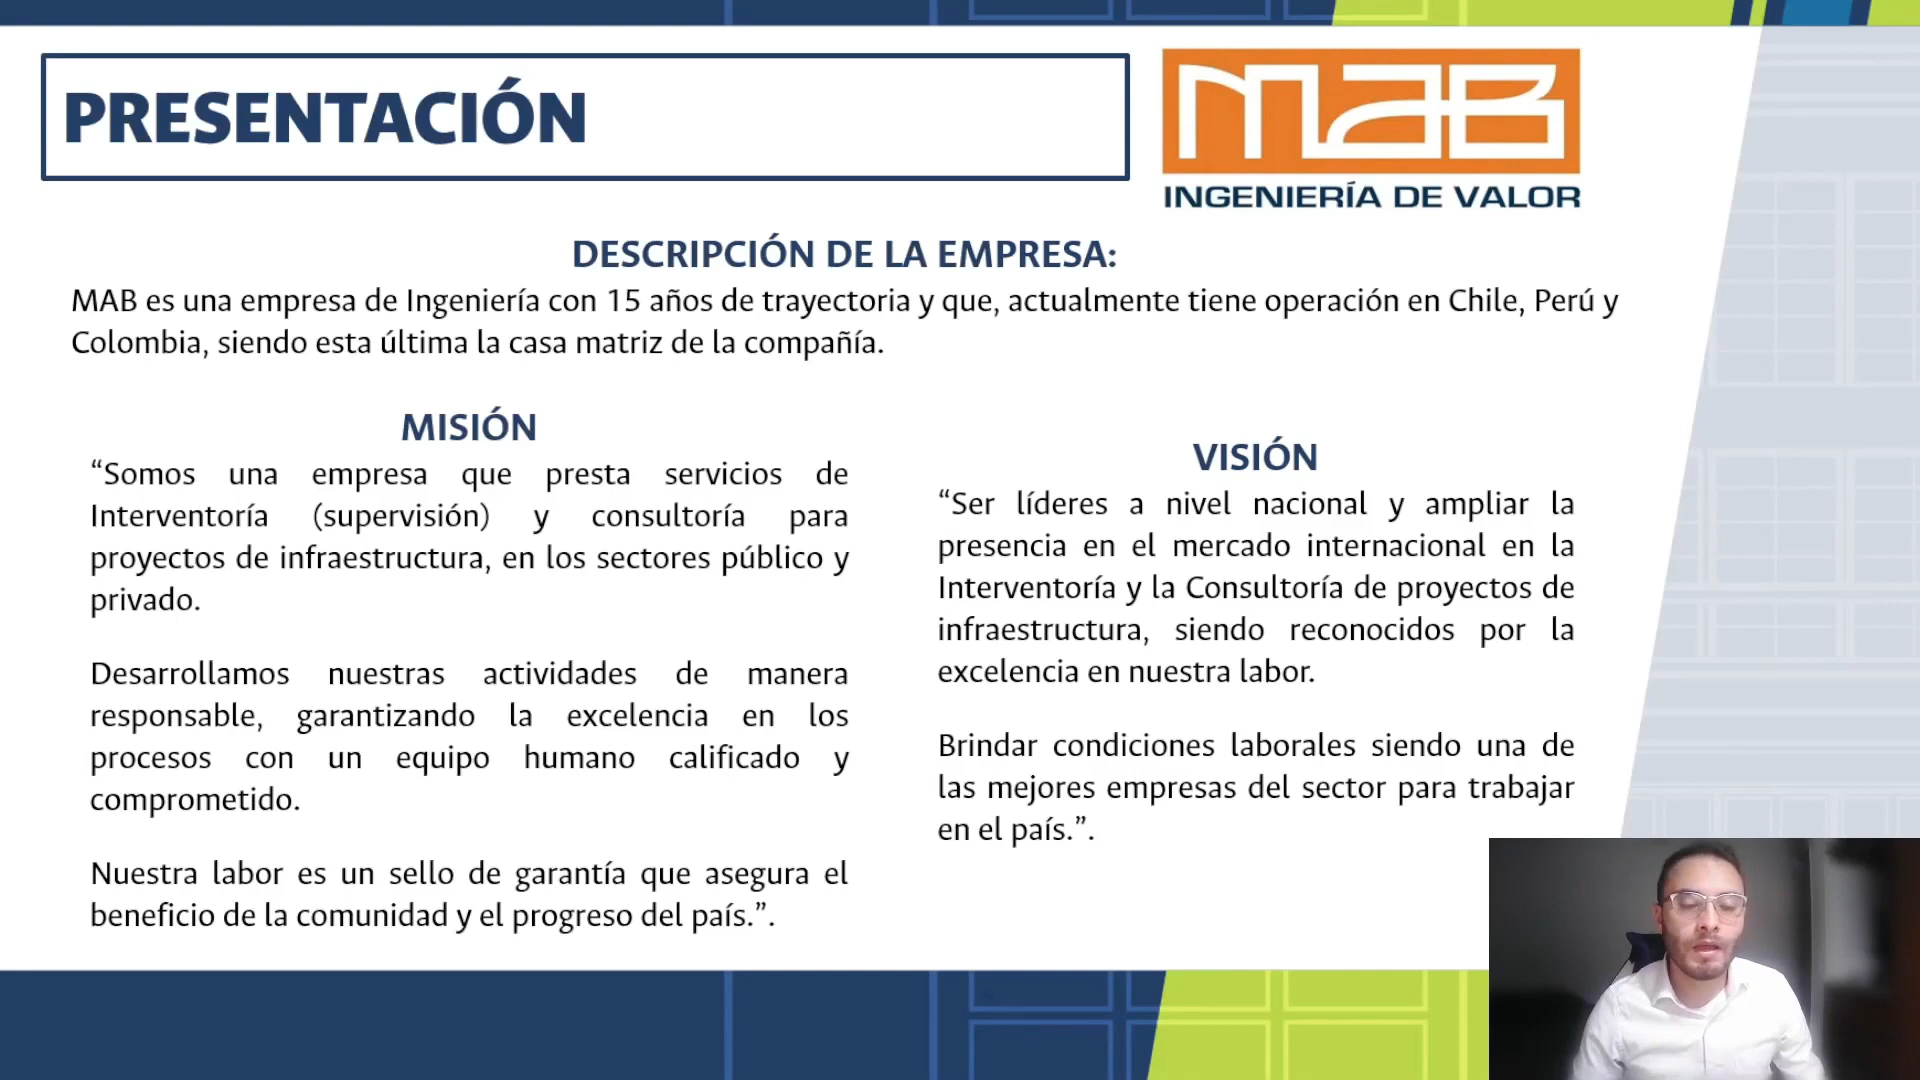 PRESENTACIÓN
MAB
INGENIERÍA DE VALOR
DESCRIPCIÓN DE LA EMPRESA:
MAB es una empresa de Ingeniería con 15 años de trayectoria y que, actualmente tiene operación en Chile, Perú y
Colombia, siendo esta última la casa matriz de la compañía.
MISIÓN
“Somos una empresa que presta servicios de
Interventoría (supervisión) y consultoría para
proyectos de infraestructura, en los sectores público y
privado.
Desarrollamos nuestras actividades de manera
responsable, garantizando la excelencia en los
procesos con un equipo humano calificado y
comprometido.
Nuestra labor es un sello de garantía que asegura el
beneficio de la comunidad y el progreso del país.”.
VISIÓN
“Ser líderes a nivel nacional y ampliar la
presencia en el mercado internacional en la
Interventoría y la Consultoría de proyectos de
infraestructura, siendo reconocidos por la
excelencia en nuestra labor.
Brindar condiciones laborales siendo una de
las mejores empresas del sector para trabajar
en el país.”.